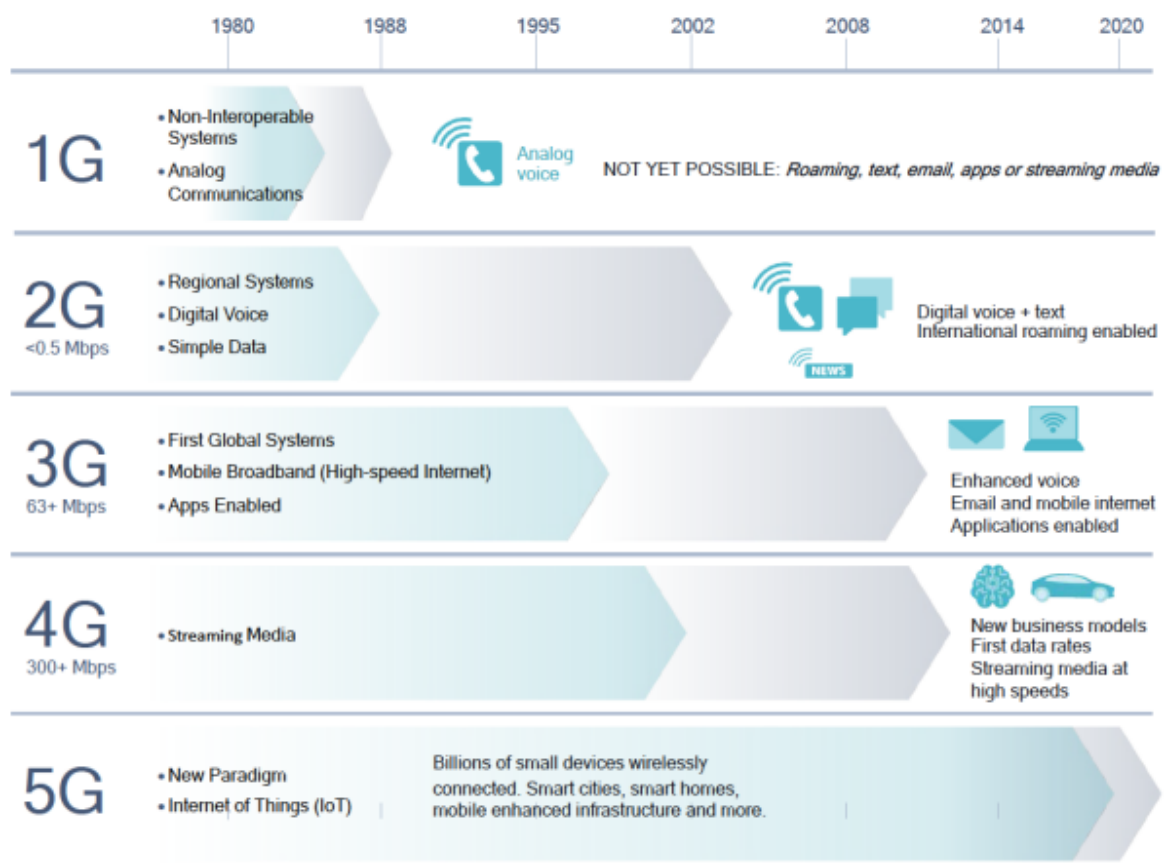 1980 1988 1995 2002 2008 2014 2020
1G
• Non-Interoperable
Systems
• Analog
Communications
Analog
voice
NOT YET POSSIBLE: Roaming, text, email, apps or streaming media
2G
<0.5 Mbps
• Regional Systems
• Digital Voice
• Simple Data
NEWS
Digital voice + text
International roaming enabled
3G
63+ Mbps
• First Global Systems
• Mobile Broadband (High-speed Internet)
• Apps Enabled
Enhanced voice
Email and mobile internet
Applications enabled
4G
300+ Mbps
• Streaming Media
New business models
First data rates
Streaming media at
high speeds
5G
• New Paradigm
• Internet of Things (IoT)
Billions of small devices wirelessly
connected. Smart cities, smart homes,
mobile enhanced infrastructure and more.